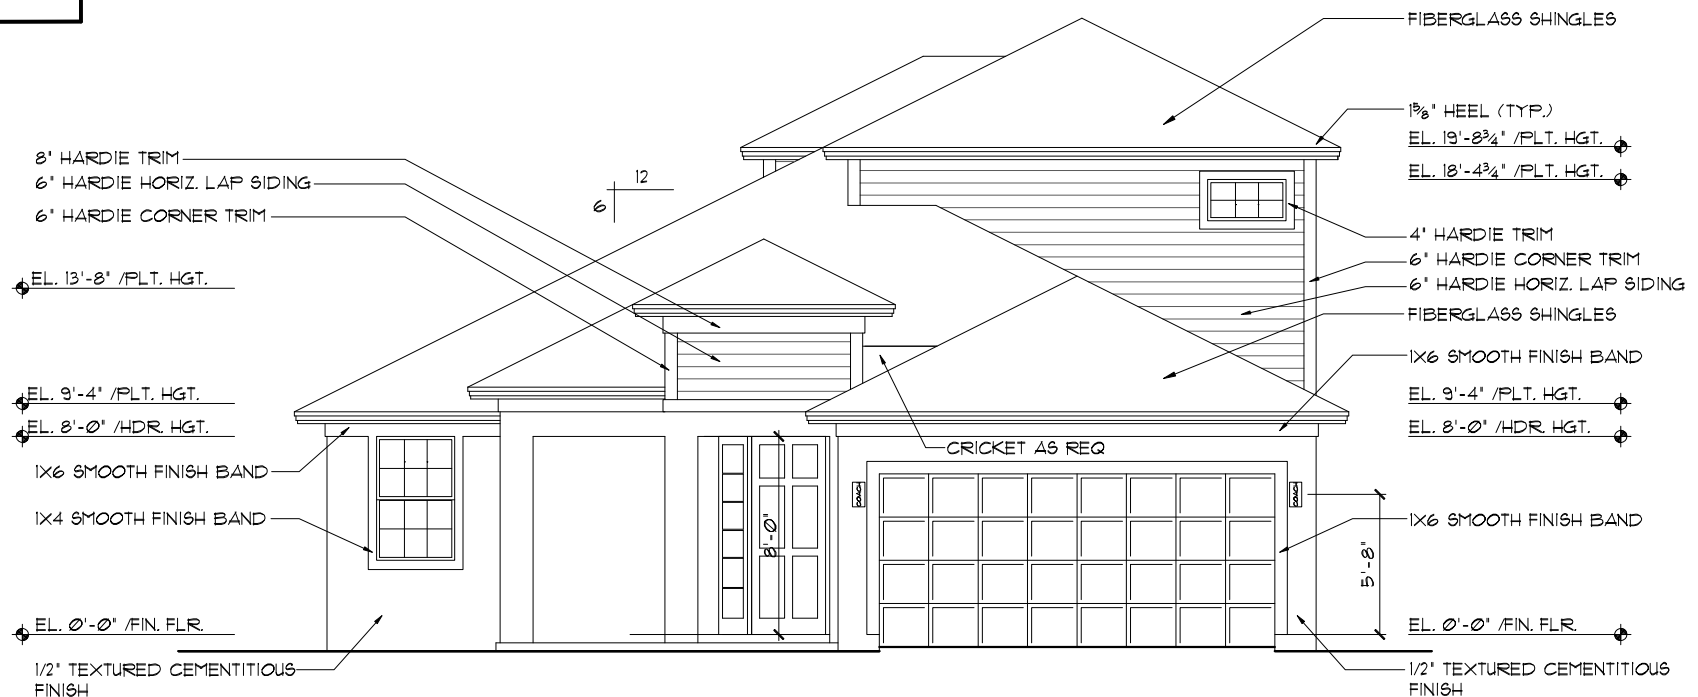 FIBERGLASS SHINGLES
1⅝" HEEL (TYP.)
EL. 19'-8¾" /PLT. HGT.
EL. 18'-4¾" /PLT. HGT.
8" HARDIE TRIM
6" HARDIE HORIZ. LAP SIDING
6" HARDIE CORNER TRIM
12
6
4" HARDIE TRIM
6" HARDIE CORNER TRIM
6" HARDIE HORIZ. LAP SIDING
FIBERGLASS SHINGLES
EL. 13'-8" /PLT. HGT.
1X6 SMOOTH FINISH BAND
EL. 9'-4" /PLT. HGT.
EL. 8'-0" /HDR. HGT.
EL. 9'-4" /PLT. HGT.
EL. 8'-0" /HDR. HGT.
CRICKET AS REQ
1X6 SMOOTH FINISH BAND
1X4 SMOOTH FINISH BAND
COACH
COACH
8'-0"
1X6 SMOOTH FINISH BAND
5'-8"
EL. 0'-0" /FIN. FLR.
EL. 0'-0" /FIN. FLR.
1/2" TEXTURED CEMENTITIOUS
FINISH
1/2" TEXTURED CEMENTITIOUS
FINISH